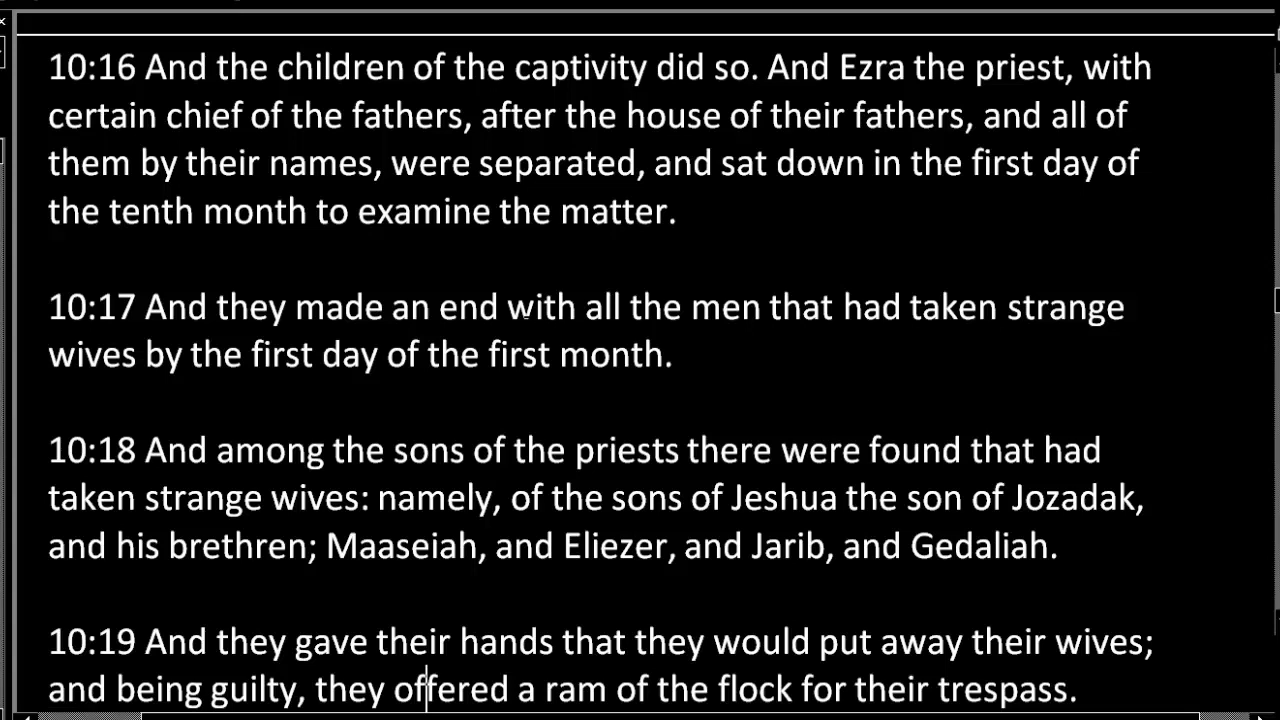 10:16 And the children of the captivity did so. And Ezra the priest, with
certain chief of the fathers, after the house of their fathers, and all of
them by their names, were separated, and sat down in the first day of
the tenth month to examine the matter.
10:17 And they made an end with all the men that had taken strange
wives by the first day of the first month.
10:18 And among the sons of the priests there were found that had
taken strange wives: namely, of the sons of Jeshua the son of Jozadak,
and his brethren; Maaseiah, and Eliezer, and Jarib, and Gedaliah.
10:19 And they gave their hands that they would put away their wives;
and being guilty, they offered a ram of the flock for their trespass.